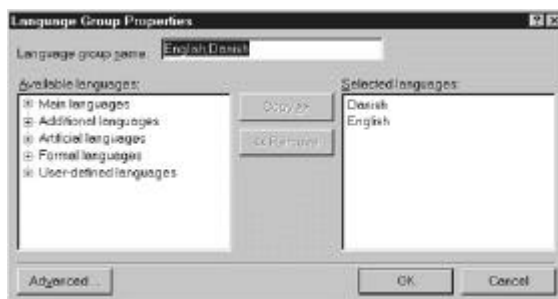 Language Group Properties
Language group name: English,Danish
Available languages:
Main languages
Additional languages
Artificial languages
Formal languages
User-defined languages
Copy >>
<< Remove
Selected languages:
Danish
English
Advanced...
OK
Cancel